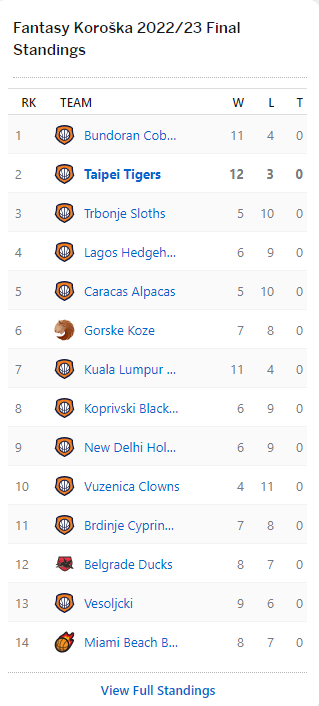 Fantasy Koroška 2022/23 Final
Standings
RK TEAM W L T
1 Bundoran Cob... 11 4 0
2 Taipei Tigers 12 3 0
3 Trbonje Sloths 5 10 0
4 Lagos Hedgeh... 6 9 0
5 Caracas Alpacas 5 10 0
6 Gorske Koze 7 8 0
7 Kuala Lumpur ... 11 4 0
8 Koprivski Black... 6 9 0
9 New Delhi Hol... 6 9 0
10 Vuzenica Clowns 4 11 0
11 Brdinje Cyprin... 7 8 0
12 Belgrade Ducks 8 7 0
13 Vesoljcki 9 6 0
14 Miami Beach B... 8 7 0
View Full Standings